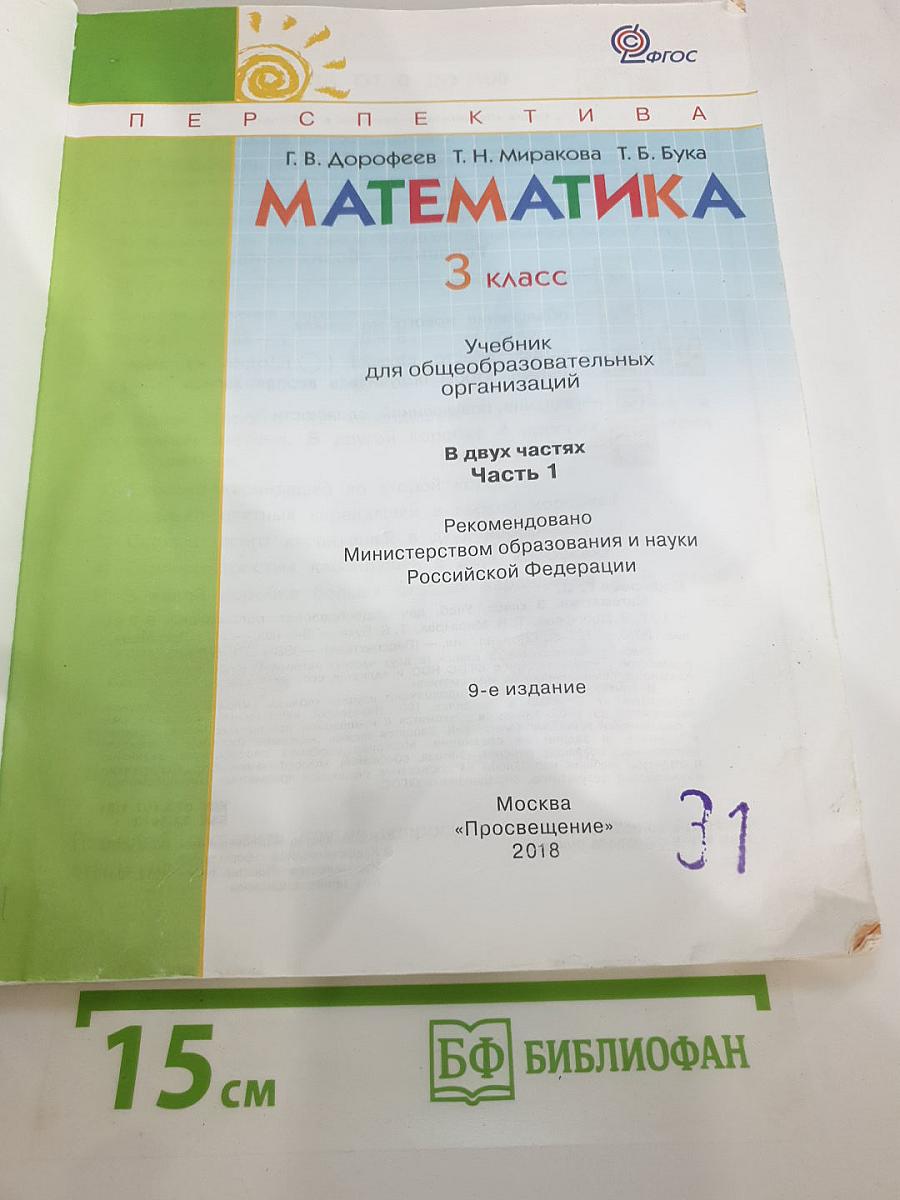 ФГОС
ПЕРСПЕКТИВА
Г. В. Дорофеев Т. Н. Миракова Т. Б. Бука
МАТЕМАТИКА
3 класс
Учебник
для общеобразовательных
организаций
В двух частях
Часть 1
Рекомендовано
Министерством образования и науки
Российской Федерации
9-е издание
Москва
«Просвещение»
2018
31
15 см
БФ БИБЛИОФАН